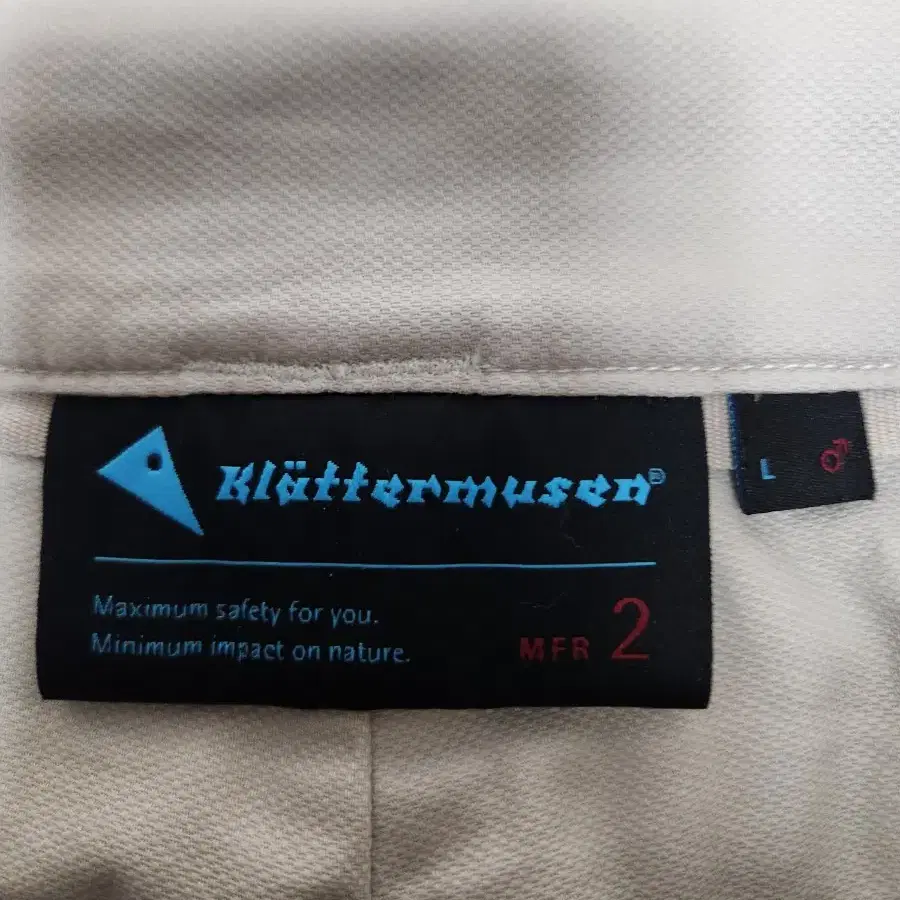 Klättermusen®
L ♂
Maximum safety for you.
Minimum impact on nature.
MFR 2